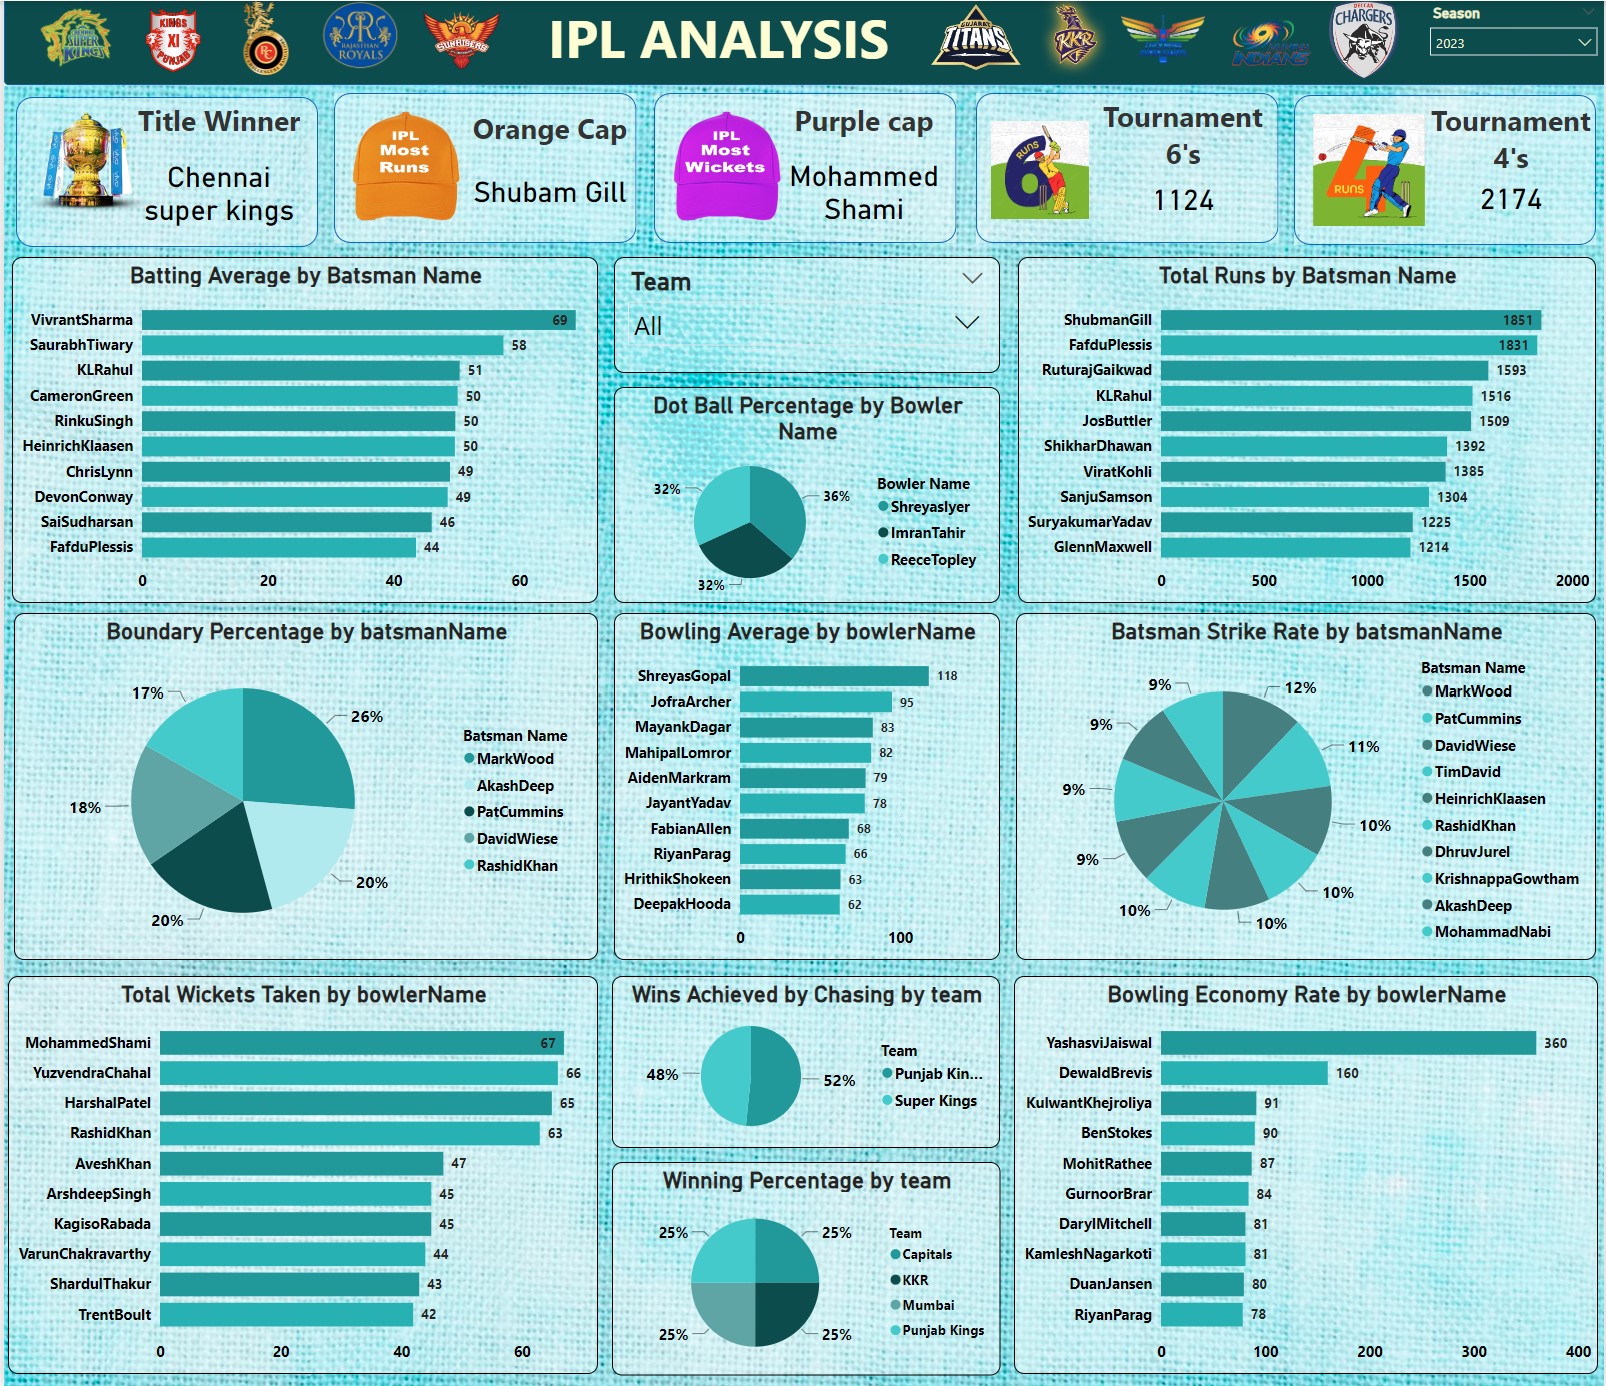 CHENNAI
SUPER
KINGS
KINGS
XI
PUNJAB
RR
RAJASTHAN
ROYALS
SUNRISERS
IPL ANALYSIS
GUJARAT
TITANS
KKR
INDIANS
DECCAN
CHARGERS
Season
2023
Title Winner
Chennai
super kings
IPL
Most
Runs
Orange Cap
Shubam Gill
IPL
Most
Wickets
Purple cap
Mohammed
Shami
RUNS
6
Tournament
6's
1124
4
RUNS
Tournament
4's
2174
Batting Average by Batsman Name
VivrantSharma 69
SaurabhTiwary 58
KLRahul 51
CameronGreen 50
RinkuSingh 50
HeinrichKlaasen 50
ChrisLynn 49
DevonConway 49
SaiSudharsan 46
FafduPlessis 44
0 20 40 60
Team
All
Dot Ball Percentage by Bowler
Name
32%
36%
32%
Bowler Name
ShreyasIyer
ImranTahir
ReeceTopley
Total Runs by Batsman Name
ShubmanGill 1851
FafduPlessis 1831
RuturajGaikwad 1593
KLRahul 1516
JosButtler 1509
ShikharDhawan 1392
ViratKohli 1385
SanjuSamson 1304
SuryakumarYadav 1225
GlennMaxwell 1214
0 500 1000 1500 2000
Boundary Percentage by batsmanName
17%
26%
18%
20%
20%
Batsman Name
MarkWood
AkashDeep
PatCummins
DavidWiese
RashidKhan
Bowling Average by bowlerName
ShreyasGopal 118
JofraArcher 95
MayankDagar 83
MahipalLomror 82
AidenMarkram 79
JayantYadav 78
FabianAllen 68
RiyanParag 66
HrithikShokeen 63
DeepakHooda 62
0 100
Batsman Strike Rate by batsmanName
9%
12%
9%
11%
9%
10%
9%
10%
10%
10%
Batsman Name
MarkWood
PatCummins
DavidWiese
TimDavid
HeinrichKlaasen
RashidKhan
DhruvJurel
KrishnappaGowtham
AkashDeep
MohammadNabi
Total Wickets Taken by bowlerName
MohammedShami 67
YuzvendraChahal 66
HarshalPatel 65
RashidKhan 63
AveshKhan 47
ArshdeepSingh 45
KagisoRabada 45
VarunChakravarthy 44
ShardulThakur 43
TrentBoult 42
0 20 40 60
Wins Achieved by Chasing by team
48%
52%
Team
Punjab Kin...
Super Kings
Winning Percentage by team
25%
25%
25%
25%
Team
Capitals
KKR
Mumbai
Punjab Kings
Bowling Economy Rate by bowlerName
YashasviJaiswal 360
DewaldBrevis 160
KulwantKhejroliya 91
BenStokes 90
MohitRathee 87
GurnoorBrar 84
DarylMitchell 81
KamleshNagarkoti 81
DuanJansen 80
RiyanParag 78
0 100 200 300 400